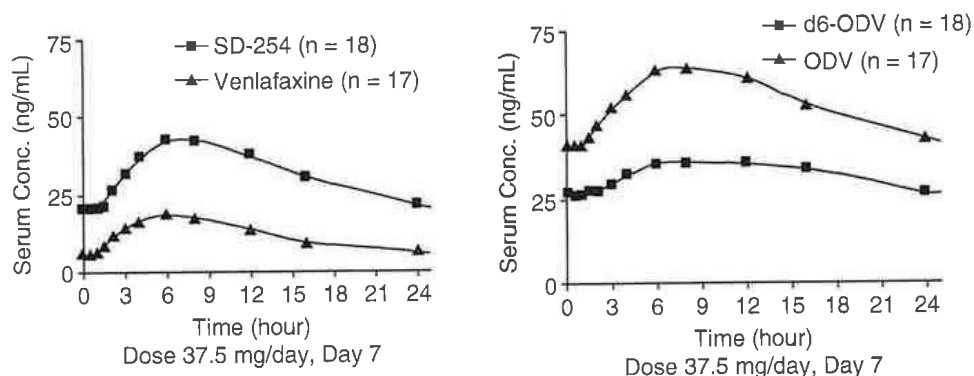 75
50
25
0
Serum Conc. (ng/mL)
SD-254 (n = 18)
Venlafaxine (n = 17)
0 3 6 9 12 15 18 21 24
Time (hour)
Dose 37.5 mg/day, Day 7
75
50
25
0
Serum Conc. (ng/mL)
d6-ODV (n = 18)
ODV (n = 17)
0 3 6 9 12 15 18 21 24
Time (hour)
Dose 37.5 mg/day, Day 7